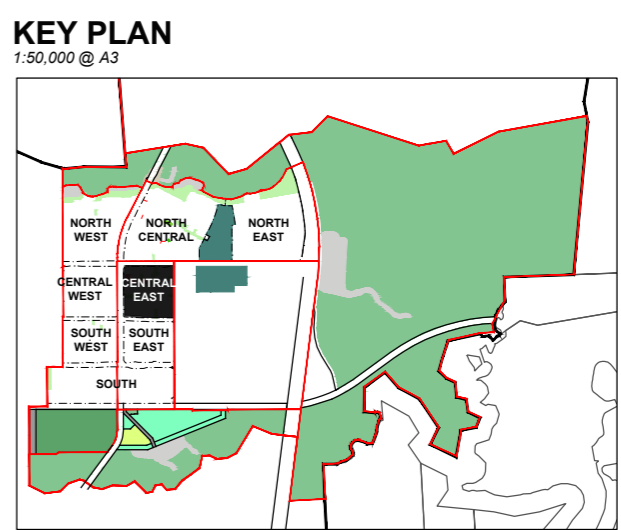 KEY PLAN
1:50,000 @ A3
NORTH
WEST
NORTH
CENTRAL
NORTH
EAST
CENTRAL
WEST
CENTRAL
EAST
SOUTH
WEST
SOUTH
EAST
SOUTH